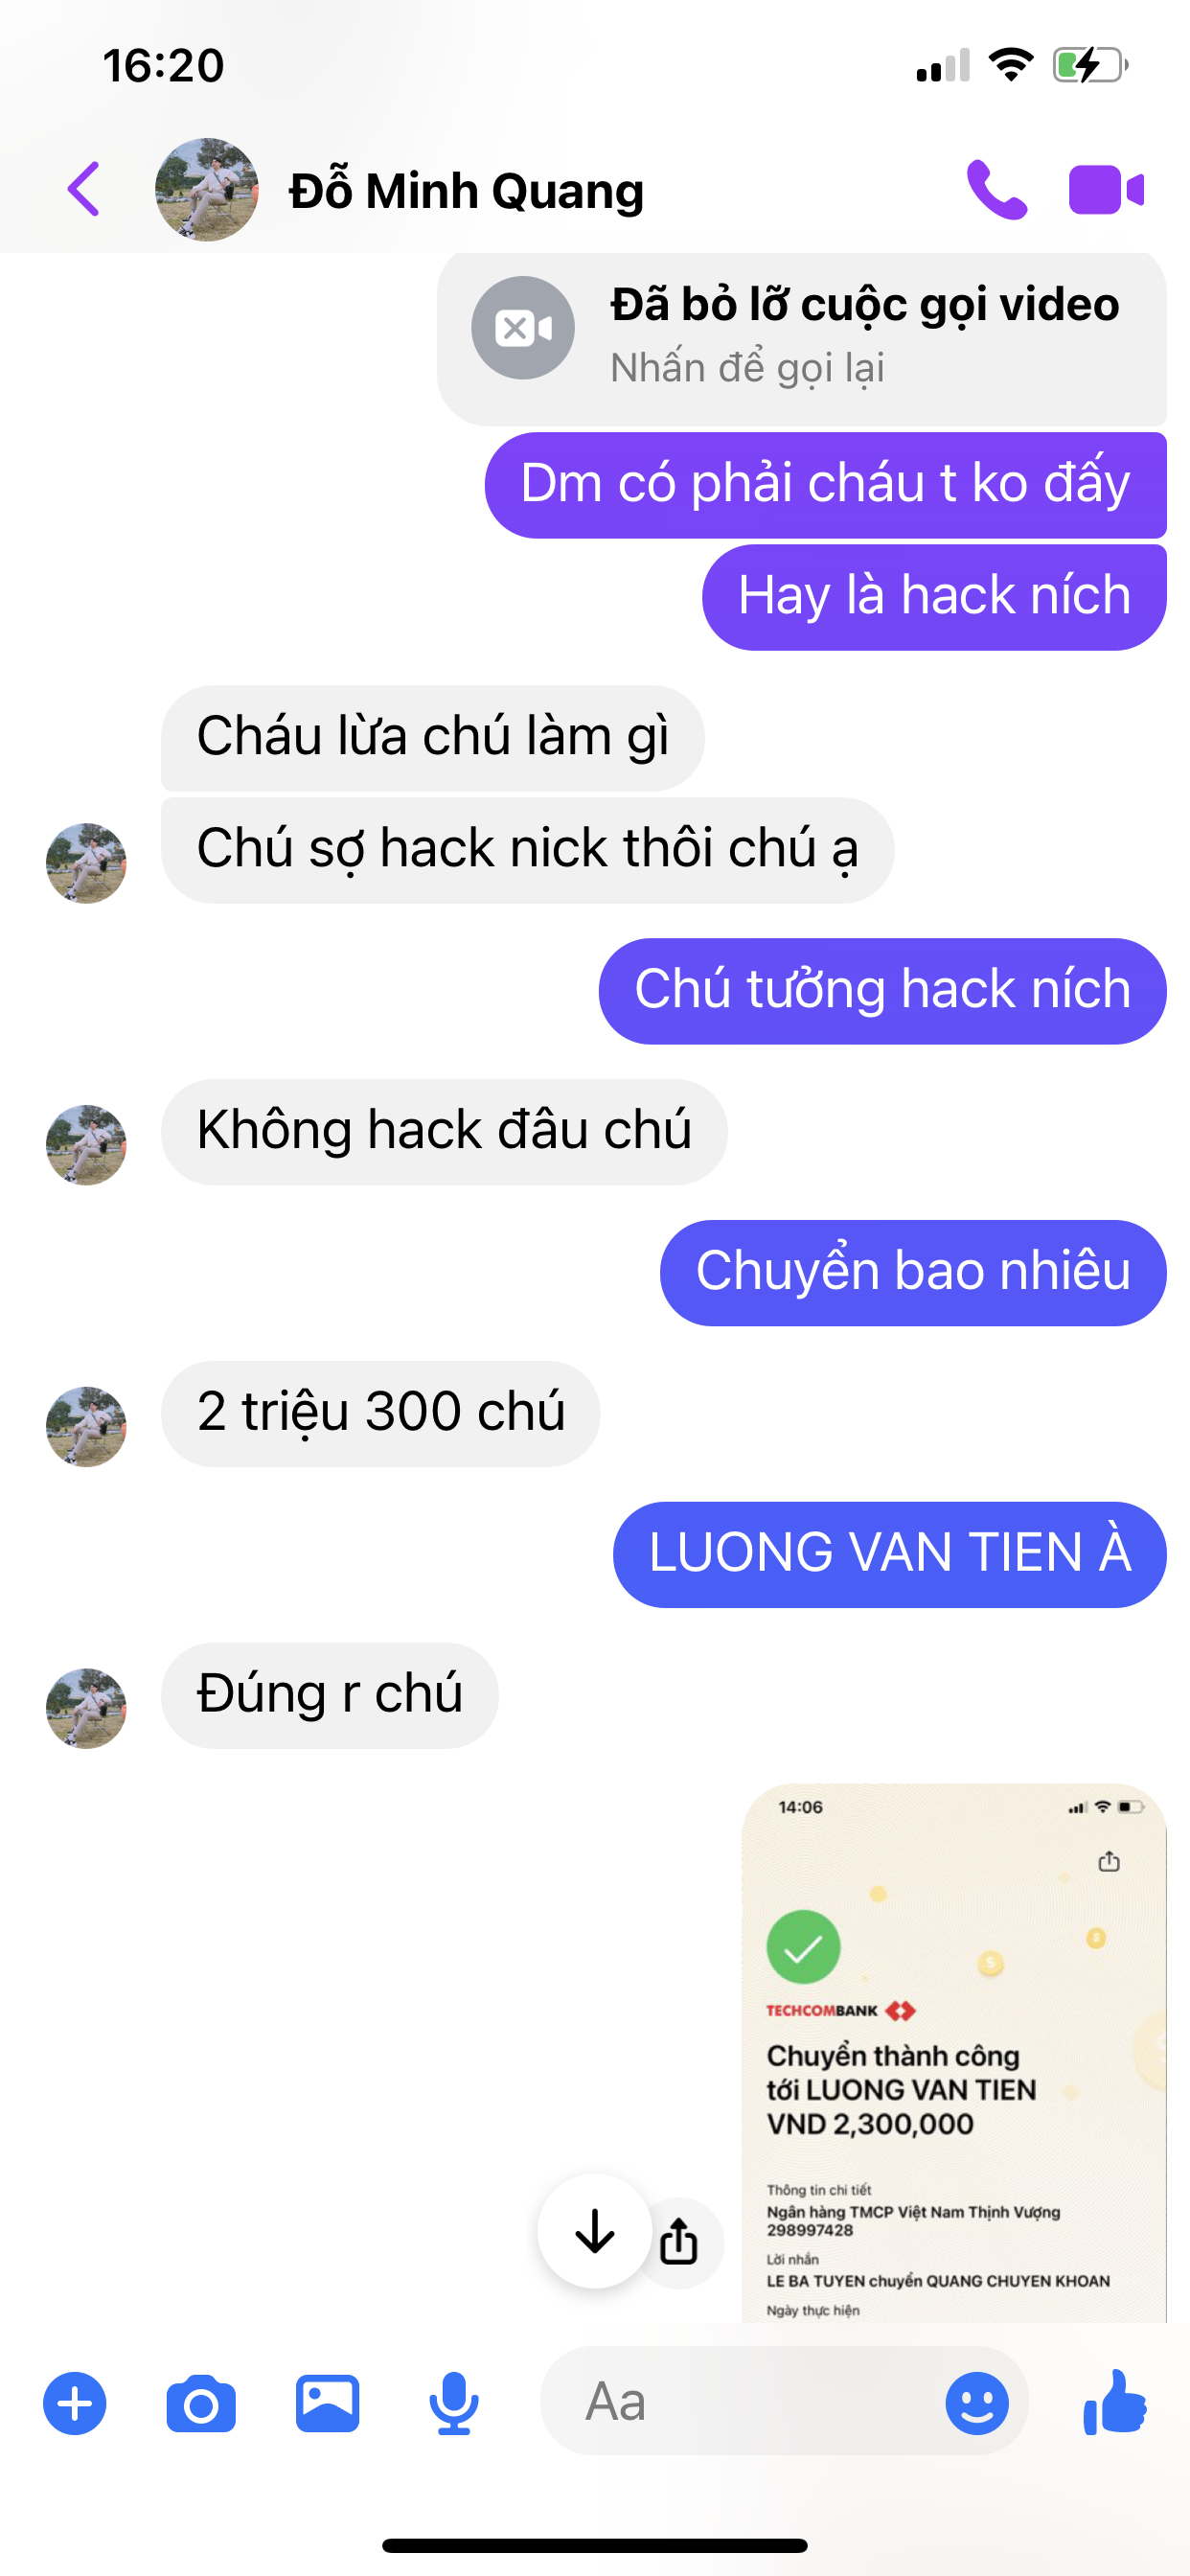 16:20
Đỗ Minh Quang
Đã bỏ lỡ cuộc gọi video
Nhấn để gọi lại
Dm có phải cháu t ko đấy
Hay là hack ních
Cháu lừa chú làm gì
Chú sợ hack nick thôi chú ạ
Chú tưởng hack ních
Không hack đâu chú
Chuyển bao nhiêu
2 triệu 300 chú
LUONG VAN TIEN À
Đúng r chú
14:06
TECHCOMBANK
Chuyển thành công
tới LUONG VAN TIEN
VND 2,300,000
Thông tin chi tiết
Ngân hàng TMCP Việt Nam Thịnh Vượng
298997428
Lời nhắn
LE BA TUYEN chuyển QUANG CHUYEN KHOAN
Ngày thực hiện
Aa